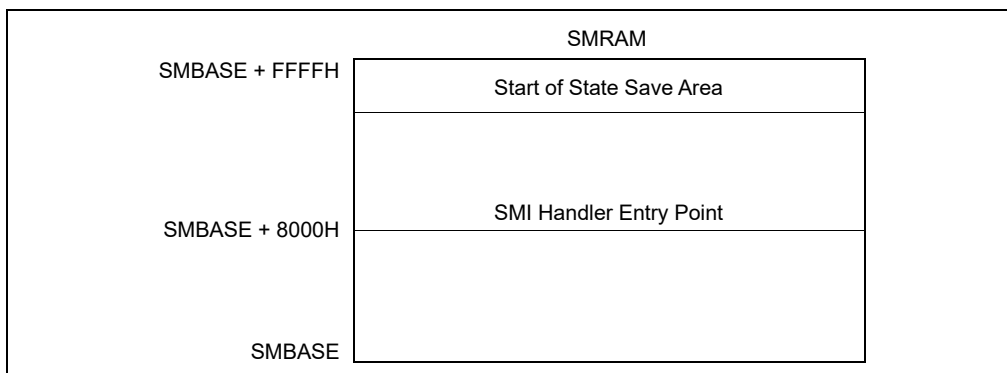 SMRAM
SMBASE + FFFFH
Start of State Save Area
SMI Handler Entry Point
SMBASE + 8000H
SMBASE